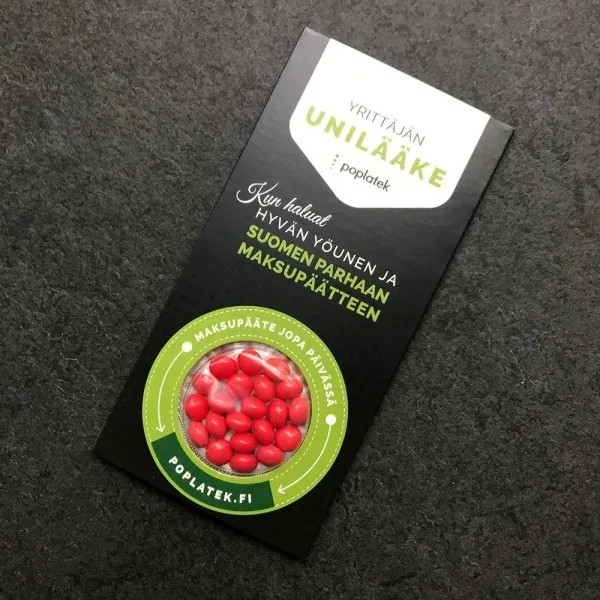 YRITTÄJÄN
UNILÄÄKE
poplatek
Kun haluat
HYVÄN YÖUNEN JA
SUOMEN PARHAAN
MAKSUPÄÄTTEEN
MAKSUPÄÄTE JOPA PÄIVÄSSÄ
POPLATEK.FI